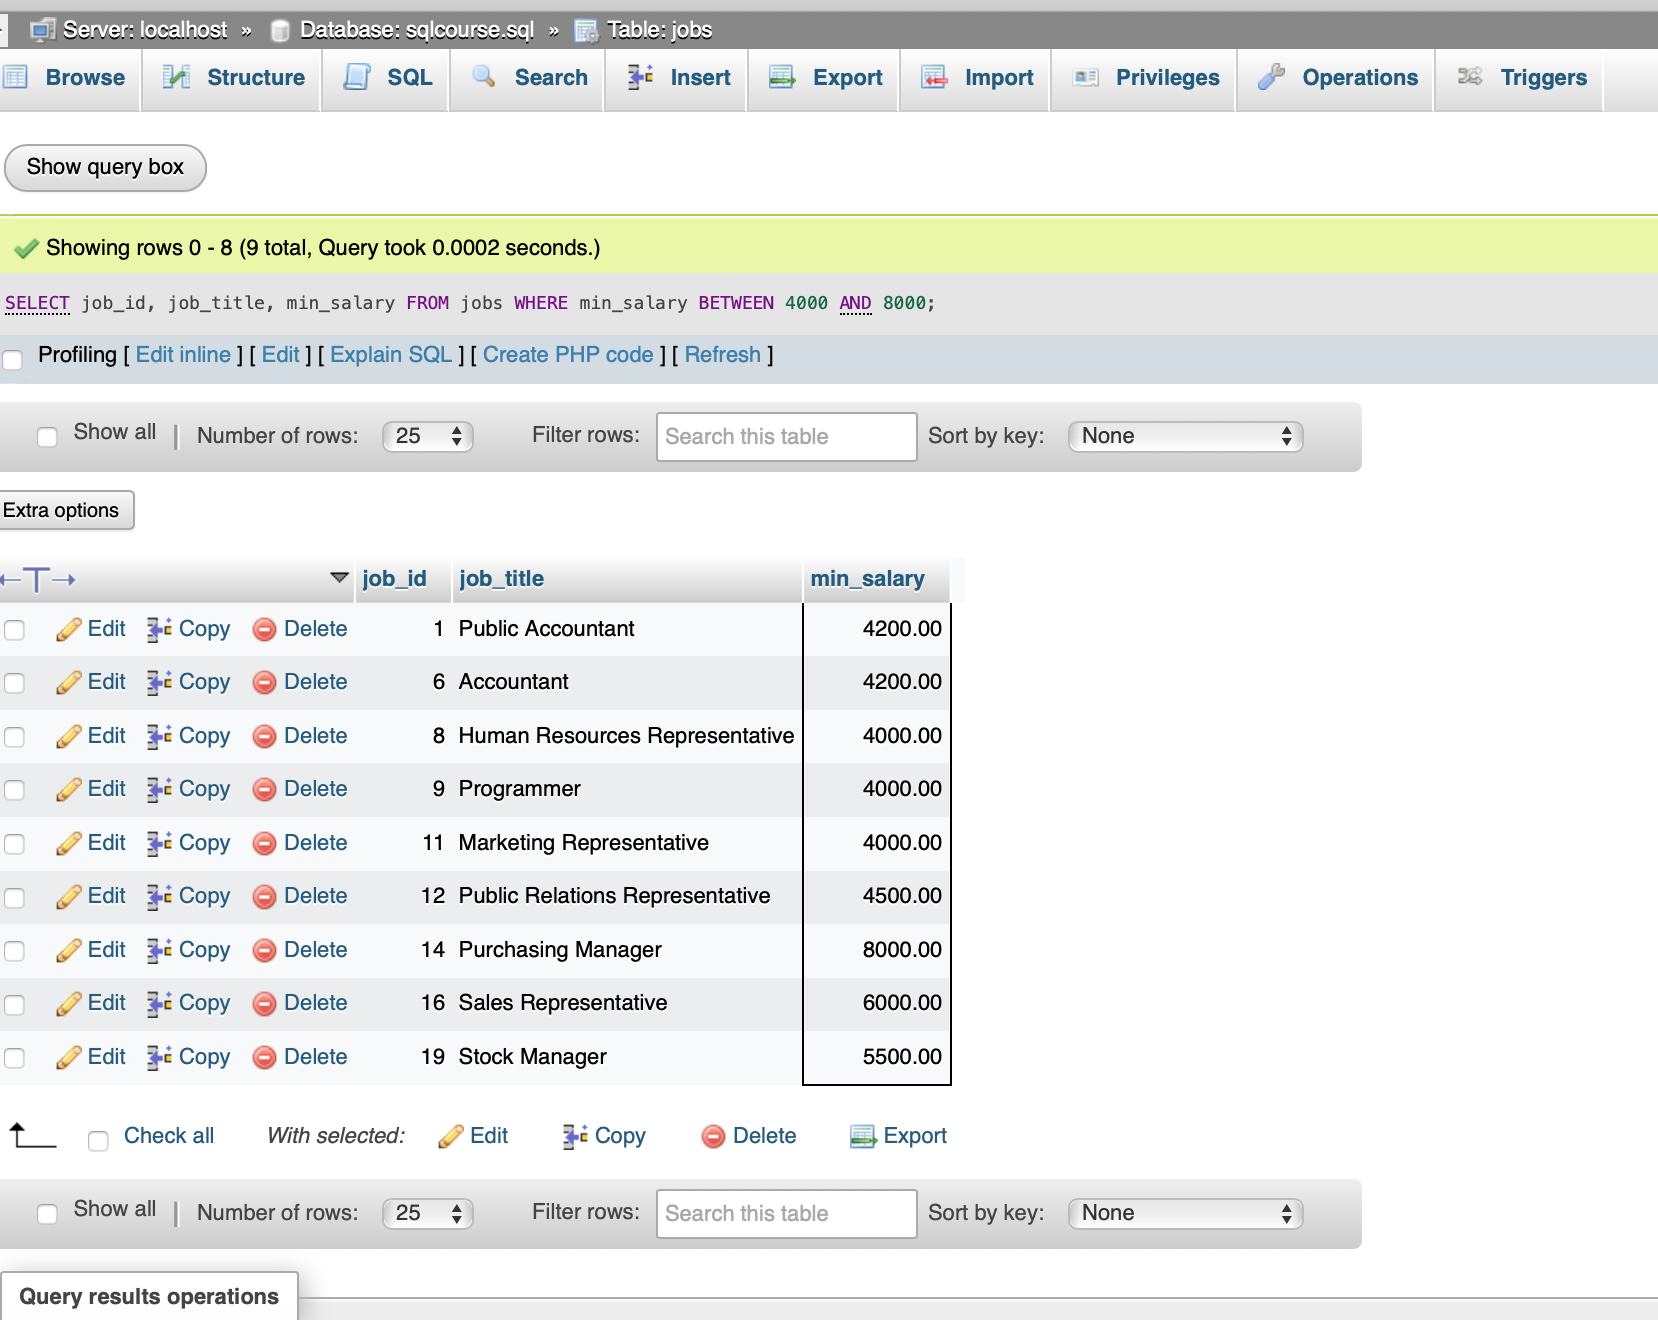 Server: localhost » Database: sqlcourse.sql » Table: jobs
Browse Structure SQL Search Insert Export Import Privileges Operations Triggers
Show query box
Showing rows 0 - 8 (9 total, Query took 0.0002 seconds.)
SELECT job_id, job_title, min_salary FROM jobs WHERE min_salary BETWEEN 4000 AND 8000;
Profiling [ Edit inline ] [ Edit ] [ Explain SQL ] [ Create PHP code ] [ Refresh ]
Show all | Number of rows: 25 Filter rows: Search this table Sort by key: None
Extra options
←T→ job_id job_title min_salary
Edit Copy Delete 1 Public Accountant 4200.00
Edit Copy Delete 6 Accountant 4200.00
Edit Copy Delete 8 Human Resources Representative 4000.00
Edit Copy Delete 9 Programmer 4000.00
Edit Copy Delete 11 Marketing Representative 4000.00
Edit Copy Delete 12 Public Relations Representative 4500.00
Edit Copy Delete 14 Purchasing Manager 8000.00
Edit Copy Delete 16 Sales Representative 6000.00
Edit Copy Delete 19 Stock Manager 5500.00
Check all With selected: Edit Copy Delete Export
Show all | Number of rows: 25 Filter rows: Search this table Sort by key: None
Query results operations